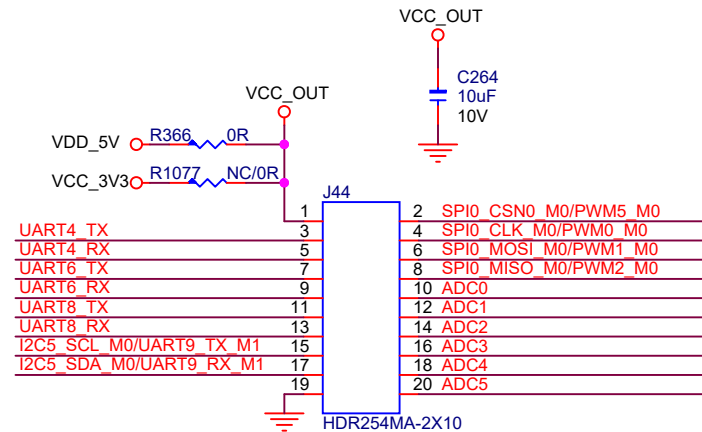 VCC_OUT
C264
10uF
10V
VCC_OUT
VDD_5V R366 0R
VCC_3V3 R1077 NC/0R
J44
1 2 SPI0_CSN0_M0/PWM5_M0
UART4_TX 3 4 SPI0_CLK_M0/PWM0_M0
UART4_RX 5 6 SPI0_MOSI_M0/PWM1_M0
UART6_TX 7 8 SPI0_MISO_M0/PWM2_M0
UART6_RX 9 10 ADC0
UART8_TX 11 12 ADC1
UART8_RX 13 14 ADC2
I2C5_SCL_M0/UART9_TX_M1 15 16 ADC3
I2C5_SDA_M0/UART9_RX_M1 17 18 ADC4
19 20 ADC5
HDR254MA-2X10